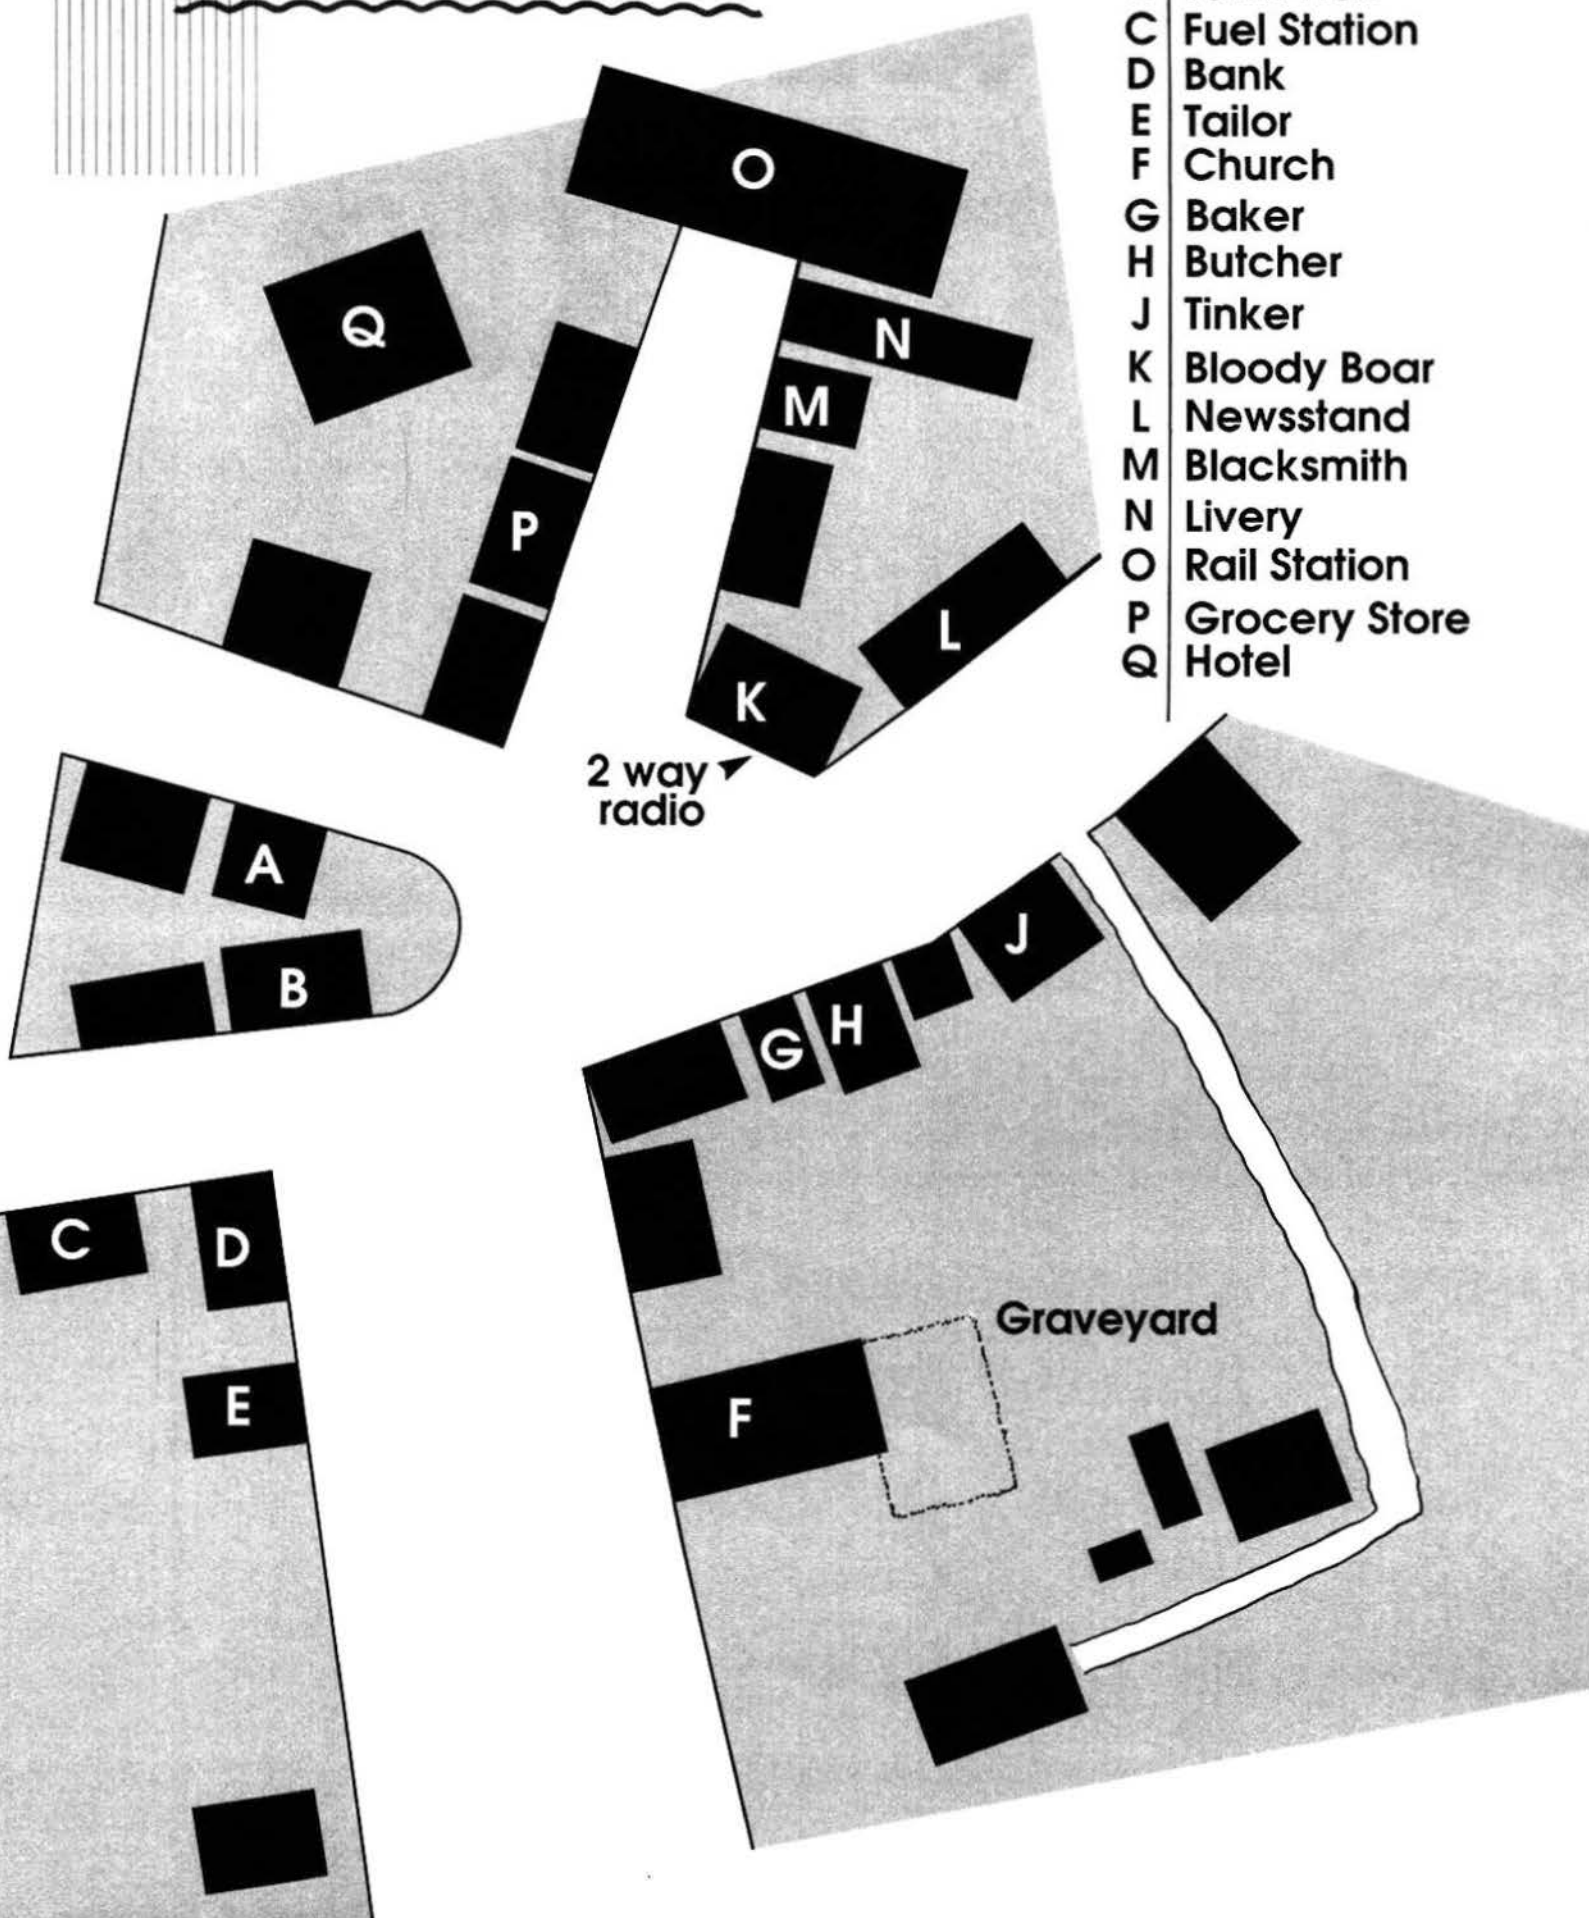 C Fuel Station
D Bank
E Tailor
F Church
G Baker
H Butcher
J Tinker
K Bloody Boar
L Newsstand
M Blacksmith
N Livery
O Rail Station
P Grocery Store
Q Hotel
O
Q
N
M
P
L
K
2 way
radio
A
B
J
H
G
C
D
Graveyard
E
F